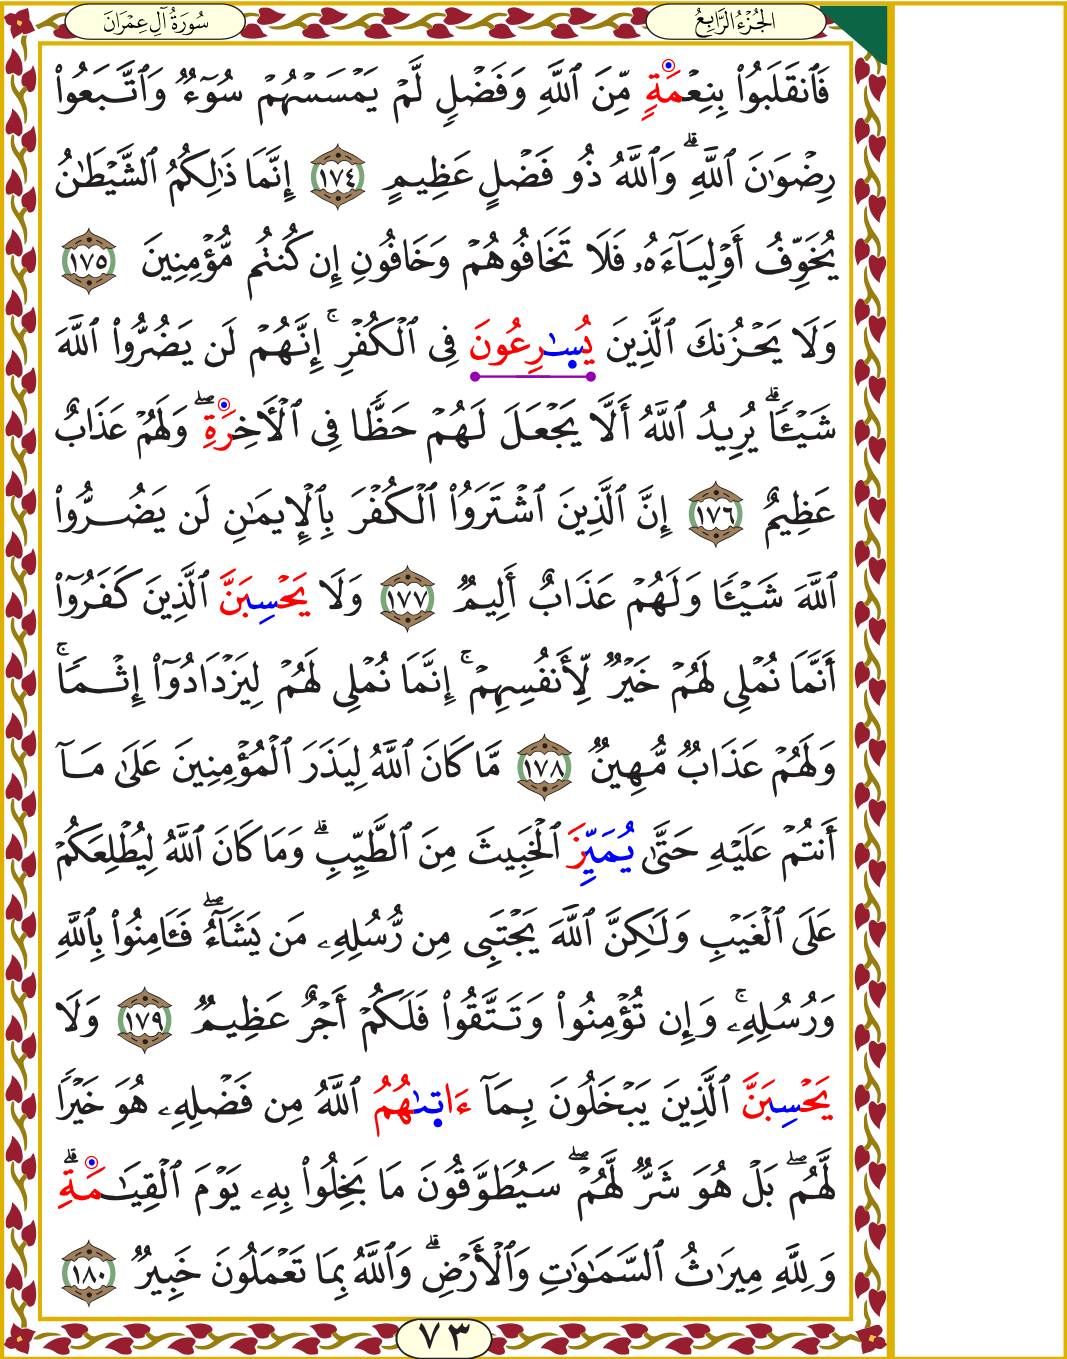 سُورَةُ آلِ عِمْرَانَ
الجُزْءُ الرَّابِعُ
فَٱنقَلَبُواْ بِنِعۡمَةٖ مِّنَ ٱللَّهِ وَفَضۡلٖ لَّمۡ يَمۡسَسۡهُمۡ سُوٓءٞ وَٱتَّبَعُواْ
رِضۡوَٰنَ ٱللَّهِۗ وَٱللَّهُ ذُو فَضۡلٍ عَظِيمٍ ١٧٤ إِنَّمَا ذَٰلِكُمُ ٱلشَّيۡطَٰنُ
يُخَوِّفُ أَوۡلِيَآءَهُۥ فَلَا تَخَافُوهُمۡ وَخَافُونِ إِن كُنتُم مُّؤۡمِنِينَ ١٧٥
وَلَا يَحۡزُنكَ ٱلَّذِينَ يُسَٰرِعُونَ فِي ٱلۡكُفۡرِۚ إِنَّهُمۡ لَن يَضُرُّواْ ٱللَّهَ
شَيۡـٔٗاۗ يُرِيدُ ٱللَّهُ أَلَّا يَجۡعَلَ لَهُمۡ حَظّٗا فِي ٱلۡأٓخِرَةِۖ وَلَهُمۡ عَذَابٌ
عَظِيمٌ ١٧٦ إِنَّ ٱلَّذِينَ ٱشۡتَرَوُاْ ٱلۡكُفۡرَ بِٱلۡإِيمَٰنِ لَن يَضُرُّواْ
ٱللَّهَ شَيۡـٔٗا وَلَهُمۡ عَذَابٌ أَلِيمٞ ١٧٧ وَلَا يَحۡسِبَنَّ ٱلَّذِينَ كَفَرُوٓاْ
أَنَّمَا نُمۡلِي لَهُمۡ خَيۡرٞ لِّأَنفُسِهِمۡۚ إِنَّمَا نُمۡلِي لَهُمۡ لِيَزۡدَادُوٓاْ إِثۡمٗاۚ
وَلَهُمۡ عَذَابٞ مُّهِينٞ ١٧٨ مَّا كَانَ ٱللَّهُ لِيَذَرَ ٱلۡمُؤۡمِنِينَ عَلَىٰ مَآ
أَنتُمۡ عَلَيۡهِ حَتَّىٰ يُمَيِّزَ ٱلۡخَبِيثَ مِنَ ٱلطَّيِّبِۗ وَمَا كَانَ ٱللَّهُ لِيُطۡلِعَكُمۡ
عَلَى ٱلۡغَيۡبِ وَلَٰكِنَّ ٱللَّهَ يَجۡتَبِي مِن رُّسُلِهِۦ مَن يَشَآءُۖ فَـَٔامِنُواْ بِٱللَّهِ
وَرُسُلِهِۦۚ وَإِن تُؤۡمِنُواْ وَتَتَّقُواْ فَلَكُمۡ أَجۡرٌ عَظِيمٞ ١٧٩ وَلَا
يَحۡسِبَنَّ ٱلَّذِينَ يَبۡخَلُونَ بِمَآ ءَاتىٰهُمُ ٱللَّهُ مِن فَضۡلِهِۦ هُوَ خَيۡرٗا
لَّهُمۖ بَلۡ هُوَ شَرّٞ لَّهُمۡۖ سَيُطَوَّقُونَ مَا بَخِلُواْ بِهِۦ يَوۡمَ ٱلۡقِيَٰمَةِۗ
وَلِلَّهِ مِيرَٰثُ ٱلسَّمَٰوَٰتِ وَٱلۡأَرۡضِۗ وَٱللَّهُ بِمَا تَعۡمَلُونَ خَبِيرٞ ١٨٠
٧٣